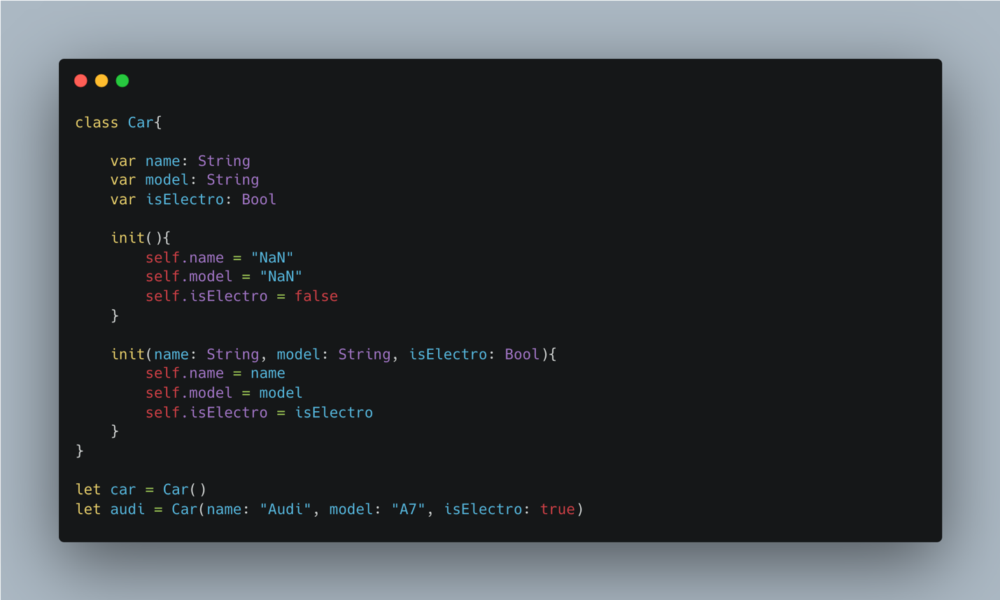 class Car{
    var name: String
    var model: String
    var isElectro: Bool
    init(){
        self.name = "NaN"
        self.model = "NaN"
        self.isElectro = false
    }
    init(name: String, model: String, isElectro: Bool){
        self.name = name
        self.model = model
        self.isElectro = isElectro
    }
}
let car = Car()
let audi = Car(name: "Audi", model: "A7", isElectro: true)